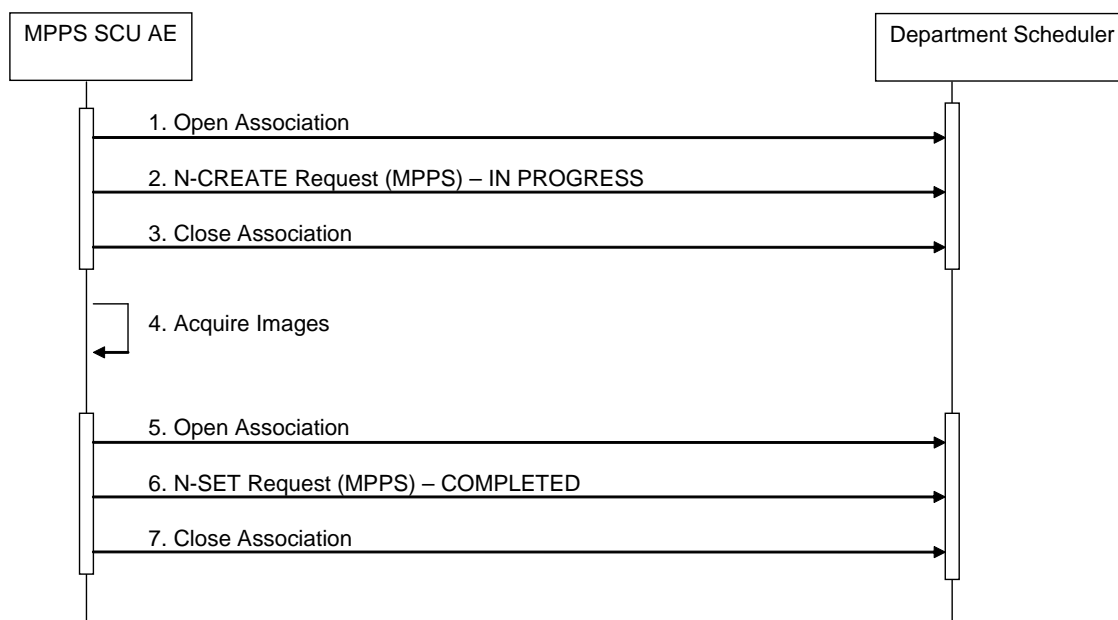 MPPS SCU AE
Department Scheduler
1. Open Association
2. N-CREATE Request (MPPS) – IN PROGRESS
3. Close Association
4. Acquire Images
5. Open Association
6. N-SET Request (MPPS) – COMPLETED
7. Close Association